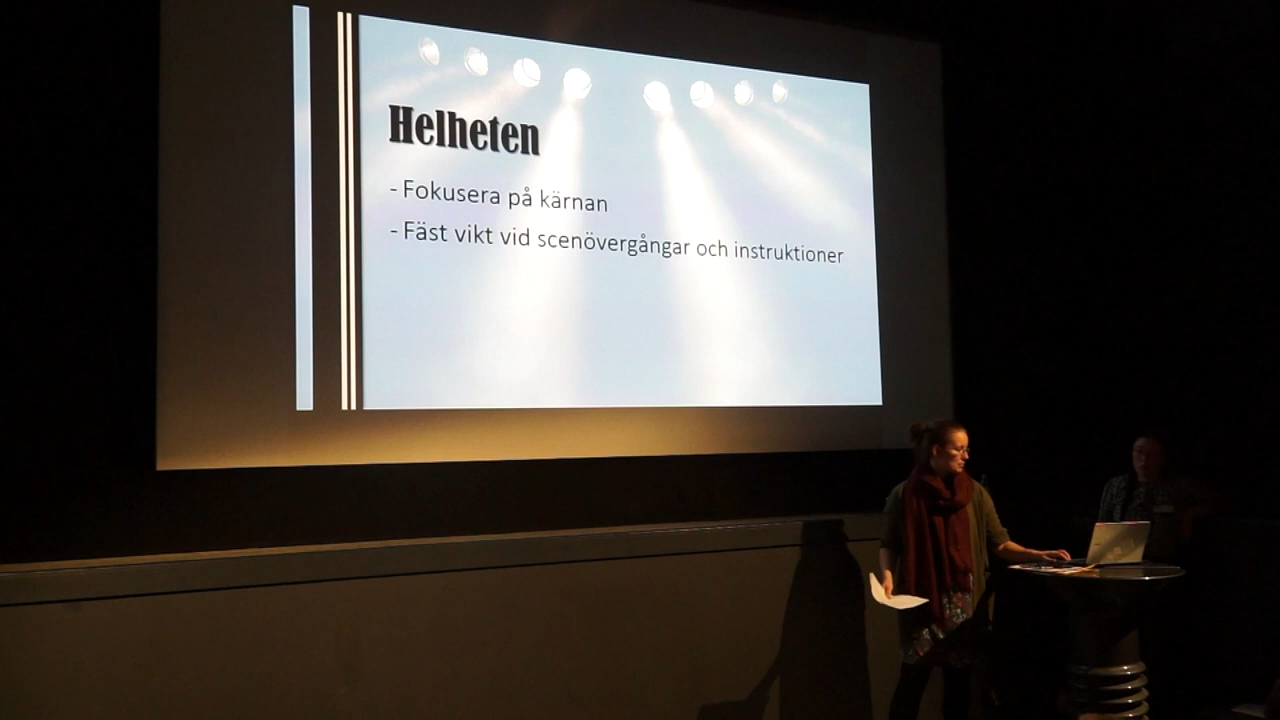 Helheten
- Fokusera på kärnan
- Fäst vikt vid scenövergångar och instruktioner